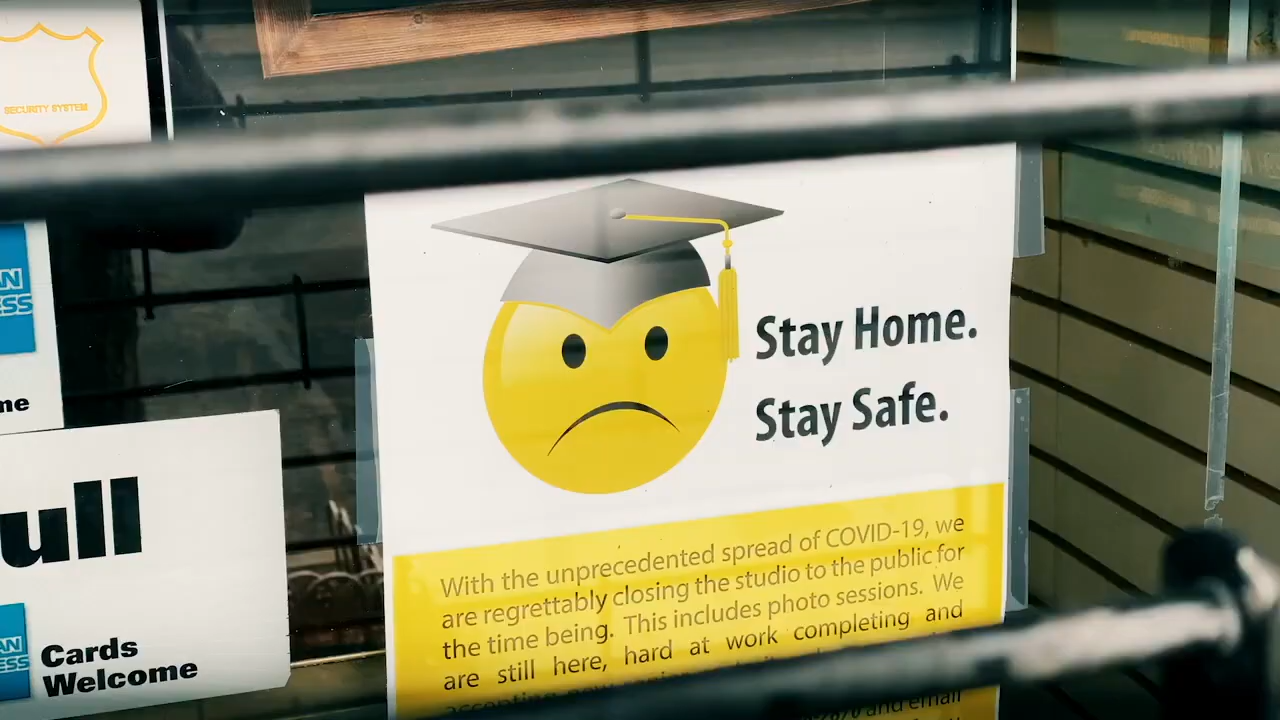 SECURITY SYSTEM
Stay Home.
Stay Safe.
With the unprecedented spread of COVID-19, we
are regrettably closing the studio to the public for
the time being. This includes photo sessions. We
are still here, hard at work completing and
and email
ull
Cards
Welcome